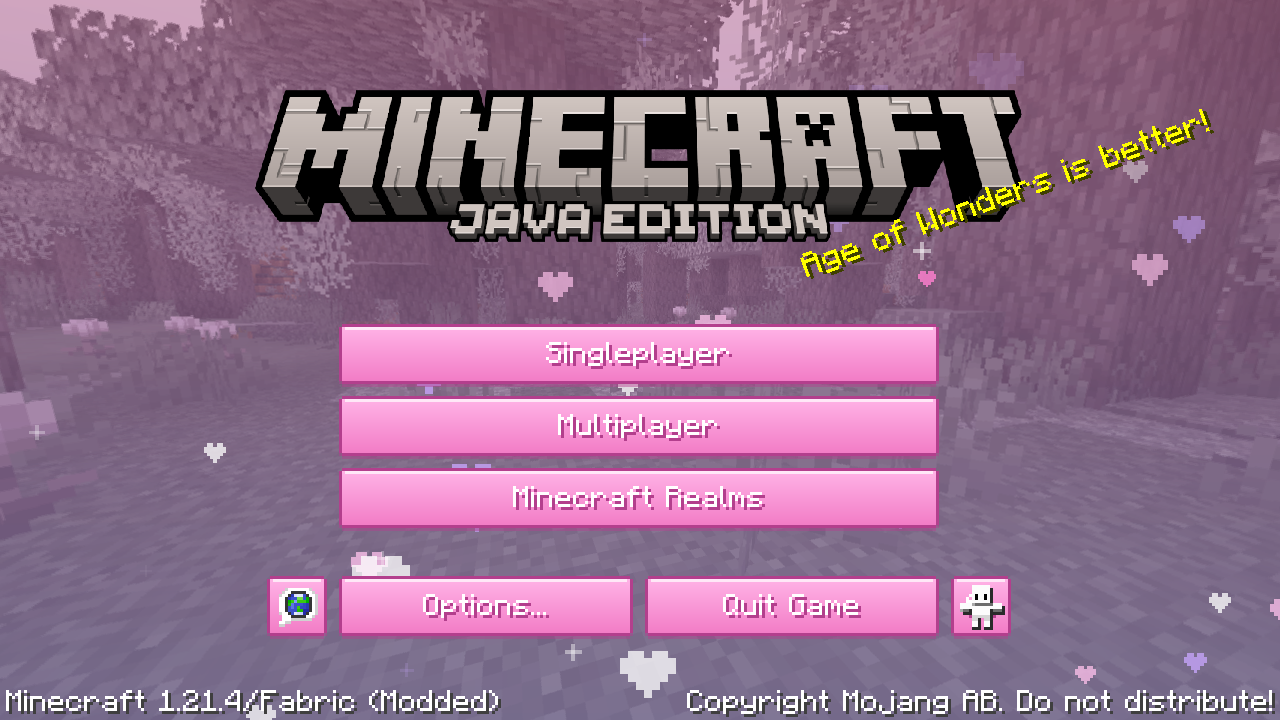 MINECRAFT
JAVA EDITION
Age of Wonders is better!
Singleplayer
Multiplayer
Minecraft Realms
Options...
Quit Game
Minecraft 1.21.4/Fabric (Modded)
Copyright Mojang AB. Do not distribute!